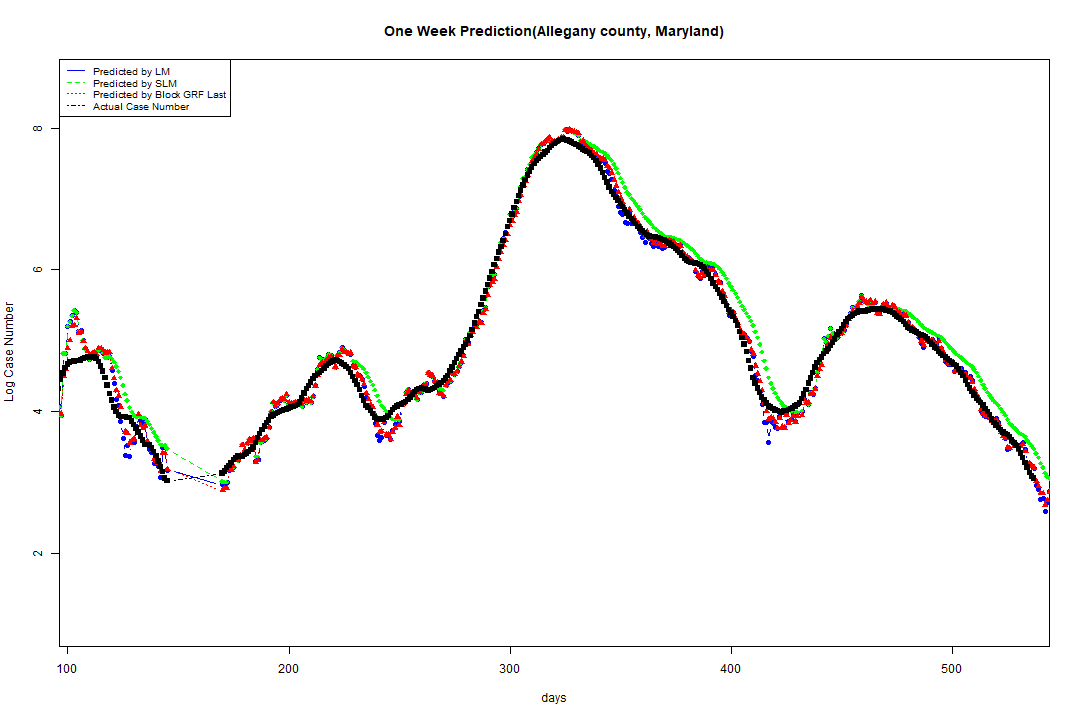 One Week Prediction(Allegany county, Maryland)
Predicted by LM
Predicted by SLM
Predicted by Block GRF Last
Actual Case Number
8
6
4
2
Log Case Number
100 200 300 400 500
days